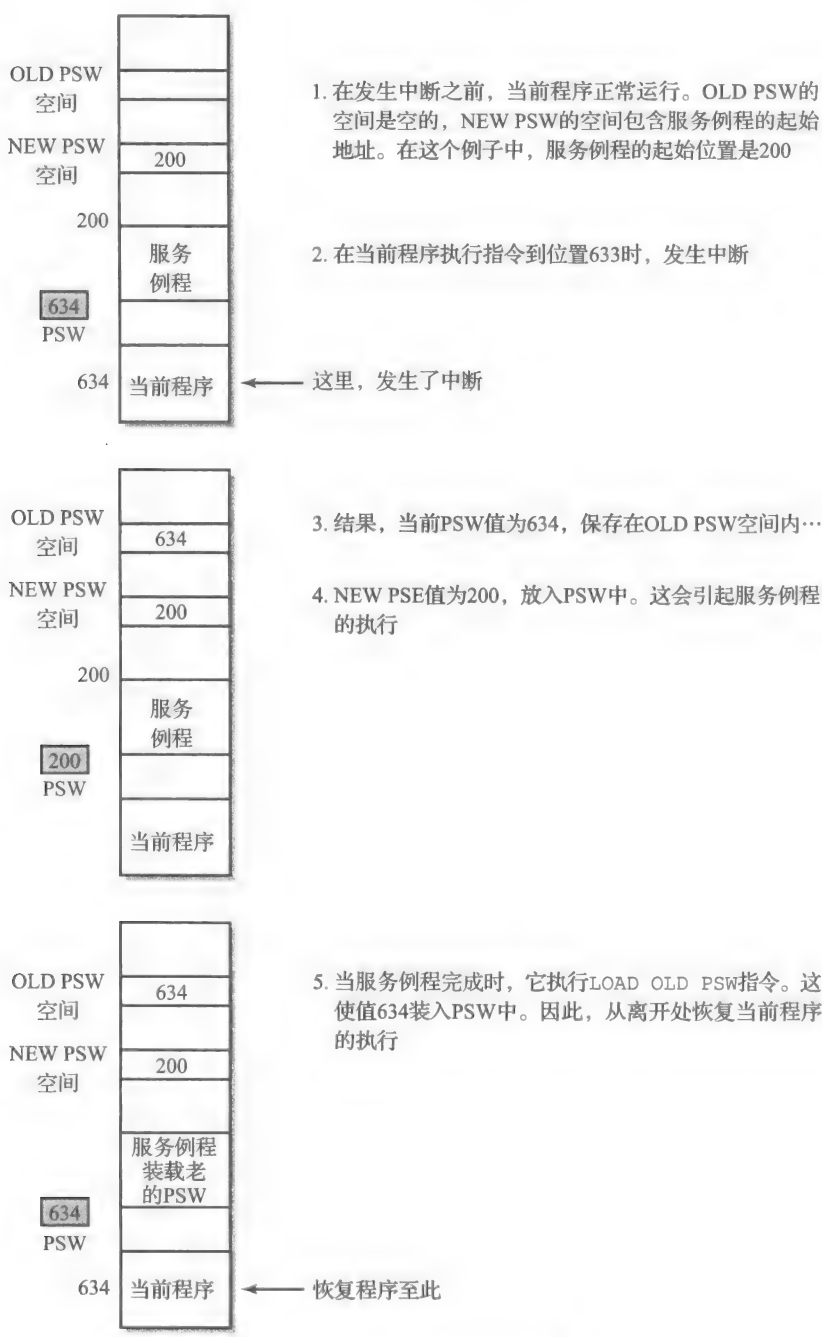 OLD PSW
空间
NEW PSW
空间
200
200
服务
例程
634
PSW
634
当前程序
1. 在发生中断之前，当前程序正常运行。OLD PSW的
空间是空的，NEW PSW的空间包含服务例程的起始
地址。在这个例子中，服务例程的起始位置是200
2. 在当前程序执行指令到位置633时，发生中断
这里，发生了中断
OLD PSW
空间
634
NEW PSW
空间
200
200
服务
例程
200
PSW
当前程序
3. 结果，当前PSW值为634，保存在OLD PSW空间内…
4. NEW PSE值为200，放入PSW中。这会引起服务例程
的执行
OLD PSW
空间
634
NEW PSW
空间
200
服务例程
装载老
的PSW
634
PSW
634
当前程序
5. 当服务例程完成时，它执行LOAD OLD PSW指令。这
使值634装入PSW中。因此，从离开处恢复当前程序
的执行
恢复程序至此